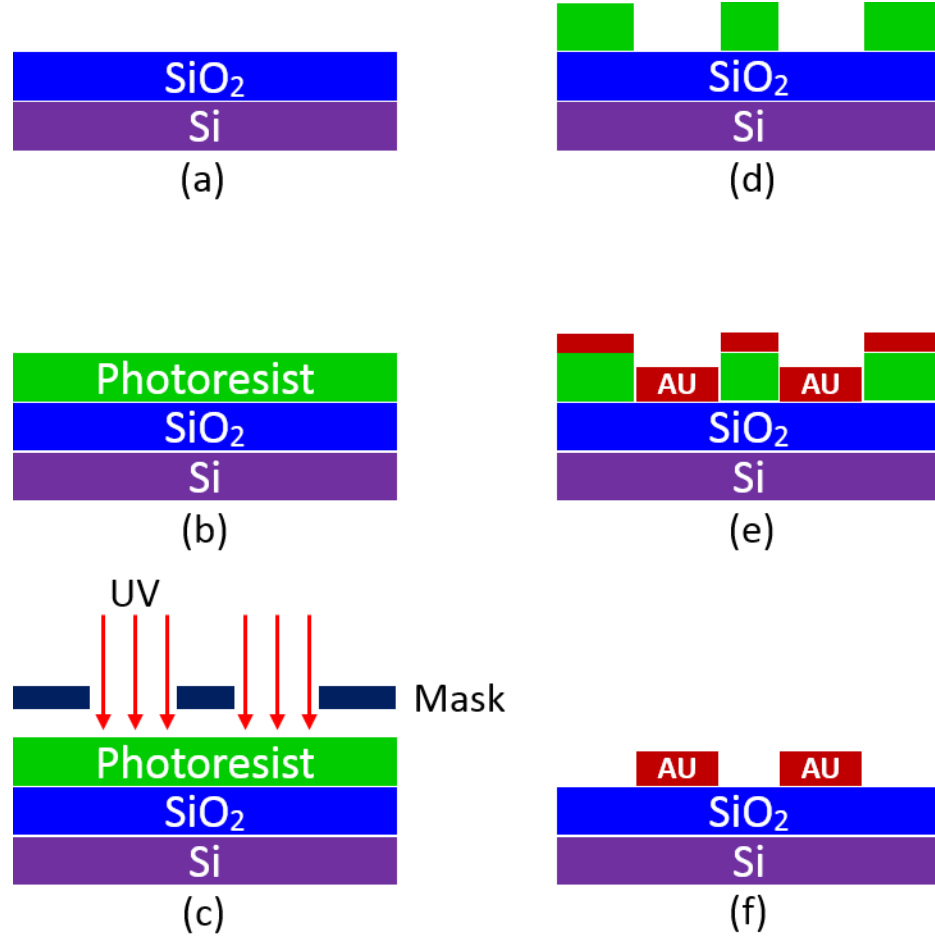 SiO₂
Si
(a)
Photoresist
SiO₂
Si
(b)
UV
Mask
Photoresist
SiO₂
Si
(c)
SiO₂
Si
(d)
AU AU
SiO₂
Si
(e)
AU AU
SiO₂
Si
(f)